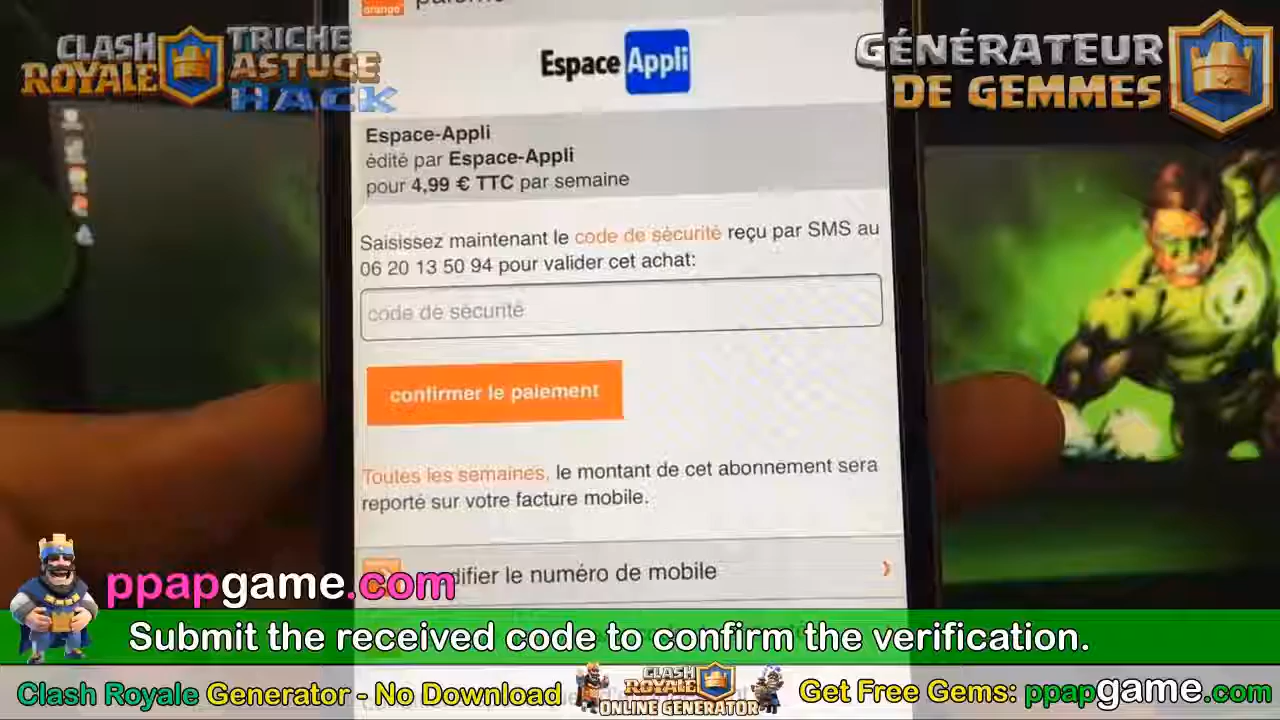 orange
CLASH ROYALE
TRICHE ASTUCE HACK
GÉNÉRATEUR DE GEMMES
Espace Appli
Espace-Appli
édité par Espace-Appli
pour 4,99 € TTC par semaine
Saisissez maintenant le code de sécurité reçu par SMS au
06 20 13 50 94 pour valider cet achat:
code de sécurité
confirmer le paiement
Toutes les semaines, le montant de cet abonnement sera
reporté sur votre facture mobile.
le numéro de mobile
ppapgame.com
Submit the received code to confirm the verification.
Clash Royale Generator - No Download
CLASH ROYALE
ONLINE GENERATOR
Get Free Gems: ppapgame.com